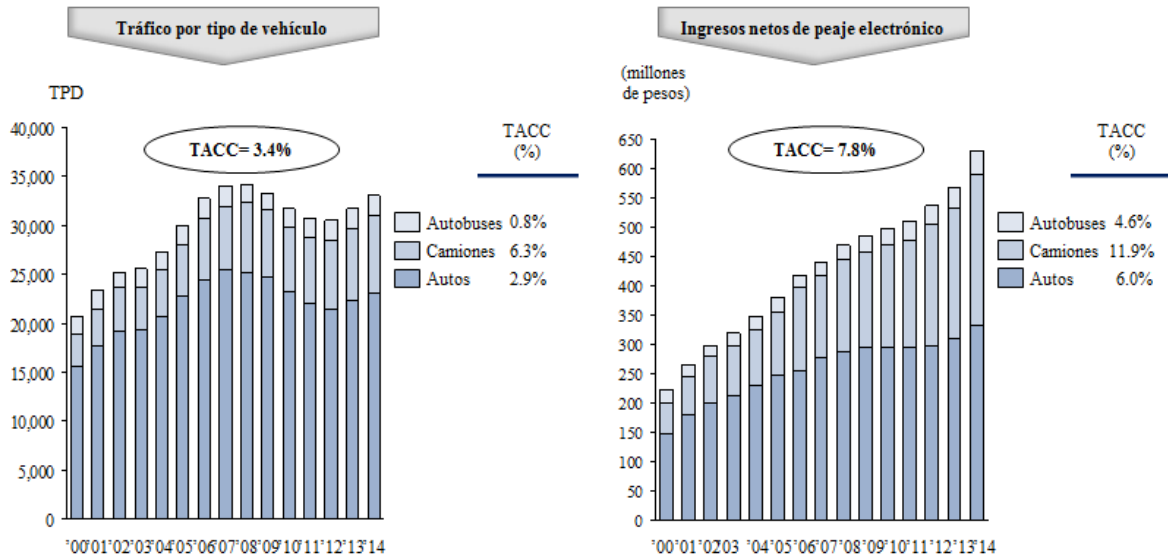 Tráfico por tipo de vehículo
TPD
40,000
35,000
30,000
25,000
20,000
15,000
10,000
5,000
0
TACC= 3.4%
TACC
(%)
Autobuses 0.8%
Camiones 6.3%
Autos 2.9%
'00 '01 '02 '03 '04 '05 '06 '07 '08 '09 '10 '11 '12 '13 '14
Ingresos netos de peaje electrónico
(millones
de pesos)
650
600
550
500
450
400
350
300
250
200
150
100
50
0
TACC= 7.8%
TACC
(%)
Autobuses 4.6%
Camiones 11.9%
Autos 6.0%
'00 '01 '02 '03 '04 '05 '06 '07 '08 '09 '10 '11 '12 '13 '14